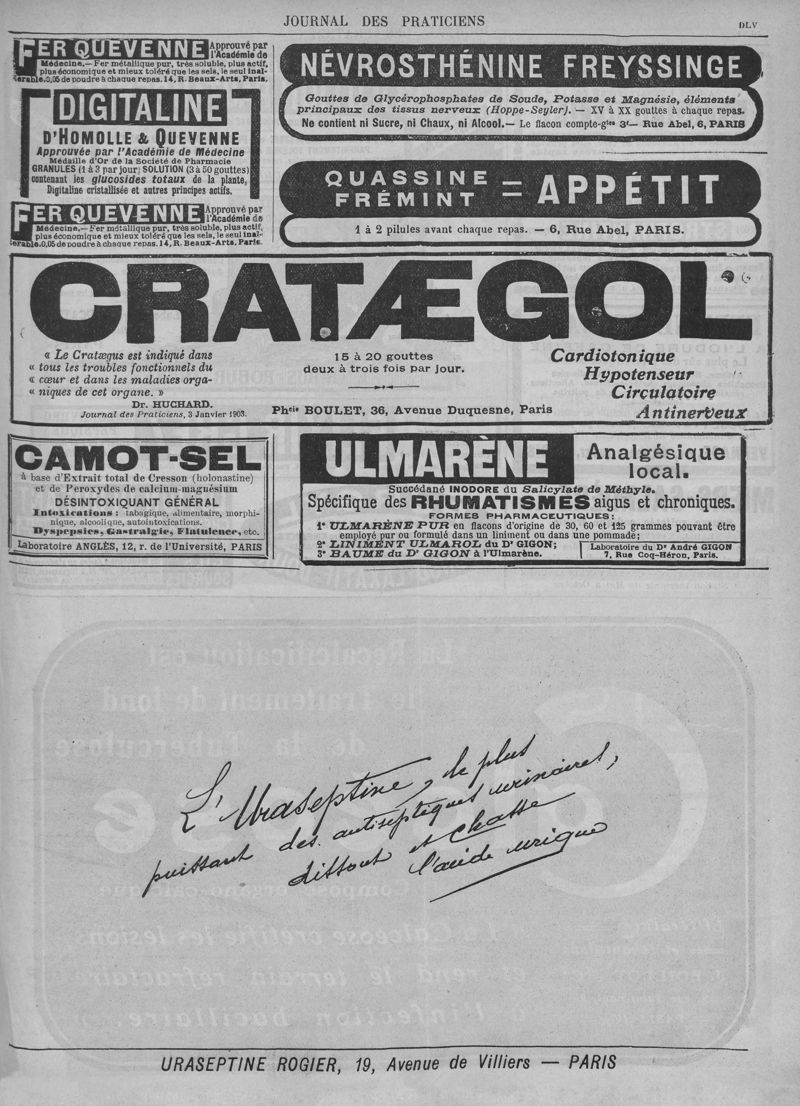 JOURNAL DES PRATICIENS
DLV
FER QUEVENNE Approuvé par
l'Académie de
Médecine.— Fer métallique pur, très soluble, plus actif,
plus économique et mieux toléré que les sels, le seul inal-
térable. 0,05 de poudre à chaque repas. 14, R. Beaux-Arts, Paris.
DIGITALINE
D'HOMOLLE & QUEVENNE
Approuvée par l'Académie de Médecine
Médaille d'Or de la Société de Pharmacie
GRANULES (1 à 3 par jour) SOLUTION (3 à 50 gouttes)
contenant les glucosides totaux de la plante,
Digitaline cristallisée et autres principes actifs.
FER QUEVENNE Approuvé par
l'Académie de
Médecine.— Fer métallique pur, très soluble, plus actif,
plus économique et mieux toléré que les sels, le seul inal-
térable. 0.05 de poudre à chaque repas. 14, R. Beaux-Arts, Paris.
NÉVROSTHÉNINE FREYSSINGE
Gouttes de Glycérophosphates de Soude, Potasse et Magnésie, éléments
principaux des tissus nerveux (Hoppe-Seyler). — XV à XX gouttes à chaque repas.
Ne contient ni Sucre, ni Chaux, ni Alcool.— Le flacon compte-gtes 3f — Rue Abel, 6, PARIS
QUASSINE
FRÉMINT = APPÉTIT
1 à 2 pilules avant chaque repas. — 6, Rue Abel, PARIS.
CRATÆGOL
« Le Cratægus est indiqué dans
« tous les troubles fonctionnels du
« cœur et dans les maladies orga-
« niques de cet organe. »
Dr. HUCHARD.
Journal des Praticiens, 3 Janvier 1903.
15 à 20 gouttes
deux à trois fois par jour.
Phcie BOULET, 36, Avenue Duquesne, Paris
Cardiotonique
Hypotenseur
Circulatoire
Antinerveux
CAMOT-SEL
à base d'Extrait total de Cresson (holonastine)
et de Peroxydes de calcium-magnésium
DÉSINTOXIQUANT GÉNÉRAL
Intoxications : tabagique, alimentaire, morphi-
nique, alcoolique, autointoxications.
Dyspepsies, Gastralgie, Flatulence, etc.
Laboratoire ANGLÈS, 12, r. de l'Université, PARIS
ULMARÈNE
Analgésique
local.
Succédané INODORE du Salicylate de Méthyle.
Spécifique des RHUMATISMES aigus et chroniques.
FORMES PHARMACEUTIQUES :
1° ULMARÈNE PUR en flacons d'origine de 30, 60 et 125 grammes pouvant être
employé pur ou formulé dans un liniment ou dans une pommade;
2° LINIMENT ULMAROL du Dr GIGON;
3° BAUME du Dr GIGON à l'Ulmarène.
Laboratoire du Dr André GIGON
7, Rue Coq-Héron, Paris.
L'Uraseptine, le plus
puissant des antiseptiques urinaires,
dissout et chasse
l'acide urique
URASEPTINE ROGIER, 19, Avenue de Villiers — PARIS